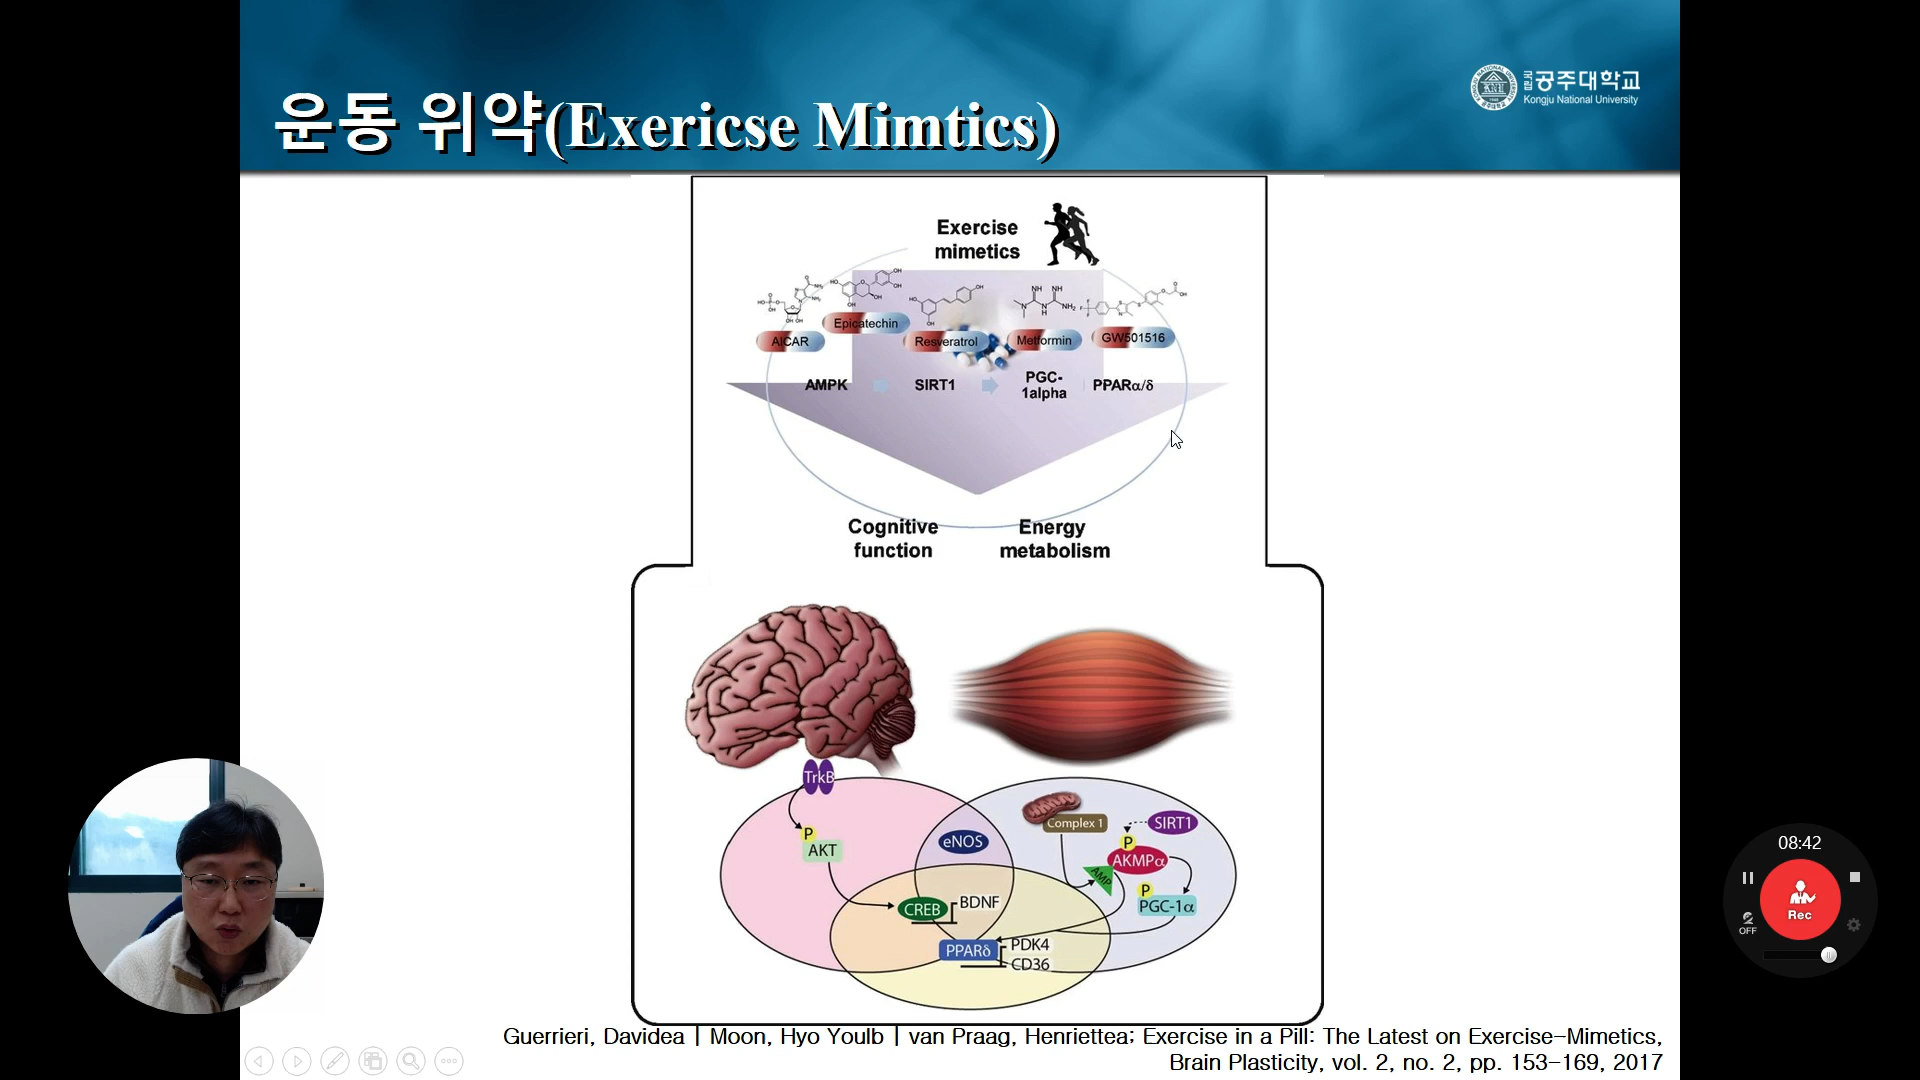 운동 위약(Exericse Mimtics)
국립 공주대학교
Kongju National University
Exercise
mimetics
AICAR
Epicatechin
Resveratrol
Metformin
GW501516
AMPK
SIRT1
PGC-
1alpha
PPARα/δ
Cognitive
function
Energy
metabolism
TrkB
P
AKT
eNOS
CREB
BDNF
PPARδ
PDK4
CD36
Complex 1
SIRT1
P
AKMPα
AMP
P
PGC-1α
Guerrieri, Davidea | Moon, Hyo Youlb | van Praag, Henriettea; Exercise in a Pill: The Latest on Exercise-Mimetics,
Brain Plasticity, vol. 2, no. 2, pp. 153-169, 2017
08:42
Rec
OFF